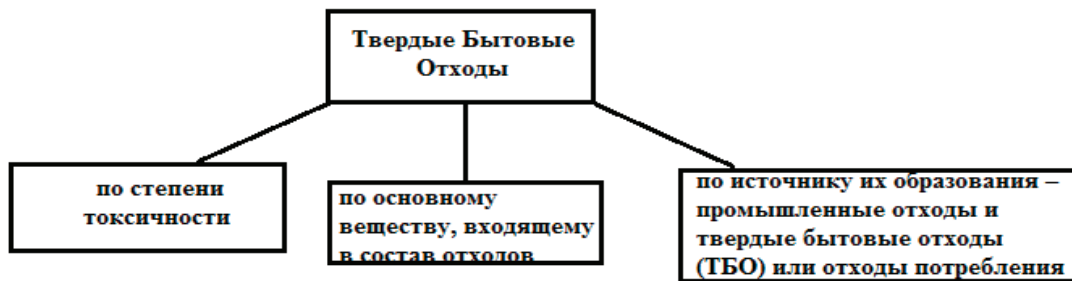 Твердые Бытовые
Отходы
по степени
токсичности
по основному
веществу, входящему
в состав отходов
по источнику их образования –
промышленные отходы и
твердые бытовые отходы
(ТБО) или отходы потребления